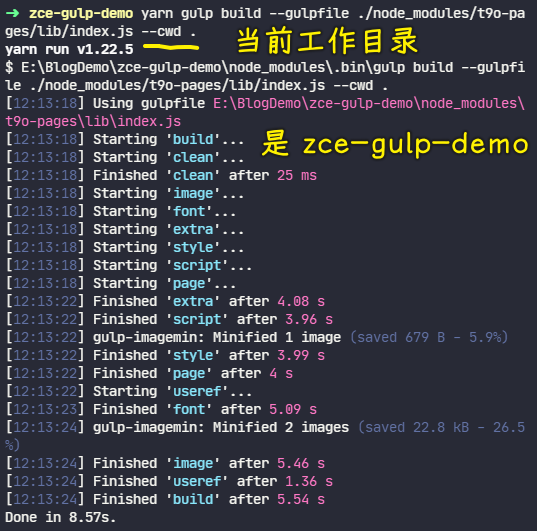 ➜ zce-gulp-demo yarn gulp build --gulpfile ./node_modules/t9o-pa
ges/lib/index.js --cwd .
当前工作目录
yarn run v1.22.5
$ E:\BlogDemo\zce-gulp-demo\node_modules\.bin\gulp build --gulpfi
le ./node_modules/t9o-pages/lib/index.js --cwd .
[12:13:18] Using gulpfile E:\BlogDemo\zce-gulp-demo\node_modules\
t9o-pages\lib\index.js
[12:13:18] Starting 'build'...
是 zce-gulp-demo
[12:13:18] Starting 'clean'...
[12:13:18] Finished 'clean' after 25 ms
[12:13:18] Starting 'image'...
[12:13:18] Starting 'font'...
[12:13:18] Starting 'extra'...
[12:13:18] Starting 'style'...
[12:13:18] Starting 'script'...
[12:13:18] Starting 'page'...
[12:13:22] Finished 'extra' after 4.08 s
[12:13:22] Finished 'script' after 3.96 s
[12:13:22] gulp-imagemin: Minified 1 image (saved 679 B - 5.9%)
[12:13:22] Finished 'style' after 3.99 s
[12:13:22] Finished 'page' after 4 s
[12:13:22] Starting 'useref'...
[12:13:23] Finished 'font' after 5.09 s
[12:13:24] gulp-imagemin: Minified 2 images (saved 22.8 kB - 26.5
%)
[12:13:24] Finished 'image' after 5.46 s
[12:13:24] Finished 'useref' after 1.36 s
[12:13:24] Finished 'build' after 5.54 s
Done in 8.57s.